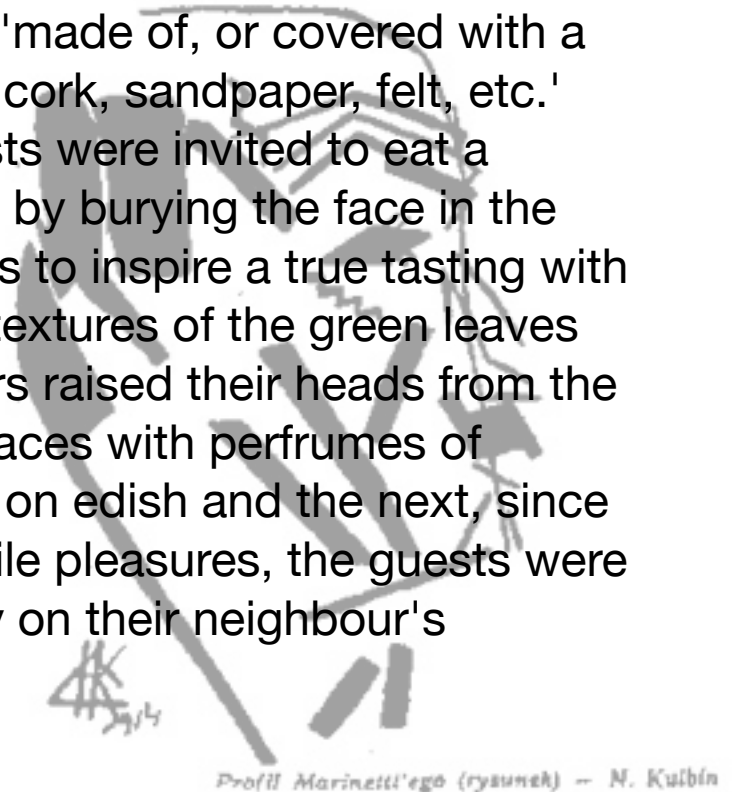 'made of, or covered with a
cork, sandpaper, felt, etc.'
sts were invited to eat a
by burying the face in the
s to inspire a true tasting with
textures of the green leaves
rs raised their heads from the
aces with perfrumes of
on edish and the next, since
ile pleasures, the guests were
y on their neighbour's
Profil Marinetti'ego (rysunek) — N. Kulbin